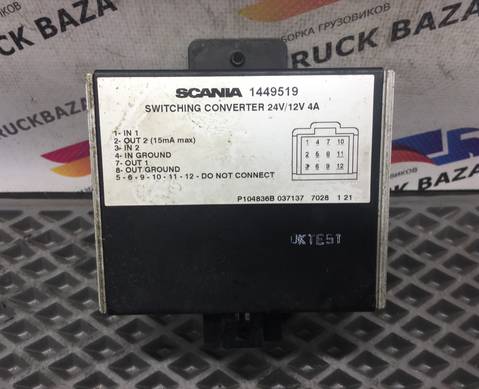 БОРКА ГРУЗОВИКОВ
RUCK BAZA
TRUCK BAZA
SCANIA 1449519
SWITCHING CONVERTER 24V/12V 4A
1- IN 1
2- OUT 2 (15mA max)
3- IN 2
4- IN GROUND
7- OUT 1
8- OUT GROUND
5 - 6 - 9 - 10 - 11 - 12 - DO NOT CONNECT
1 4 7 10
2 5 8 11
3 6 9 12
P104836B 037137 7028 1 21
UKTEST